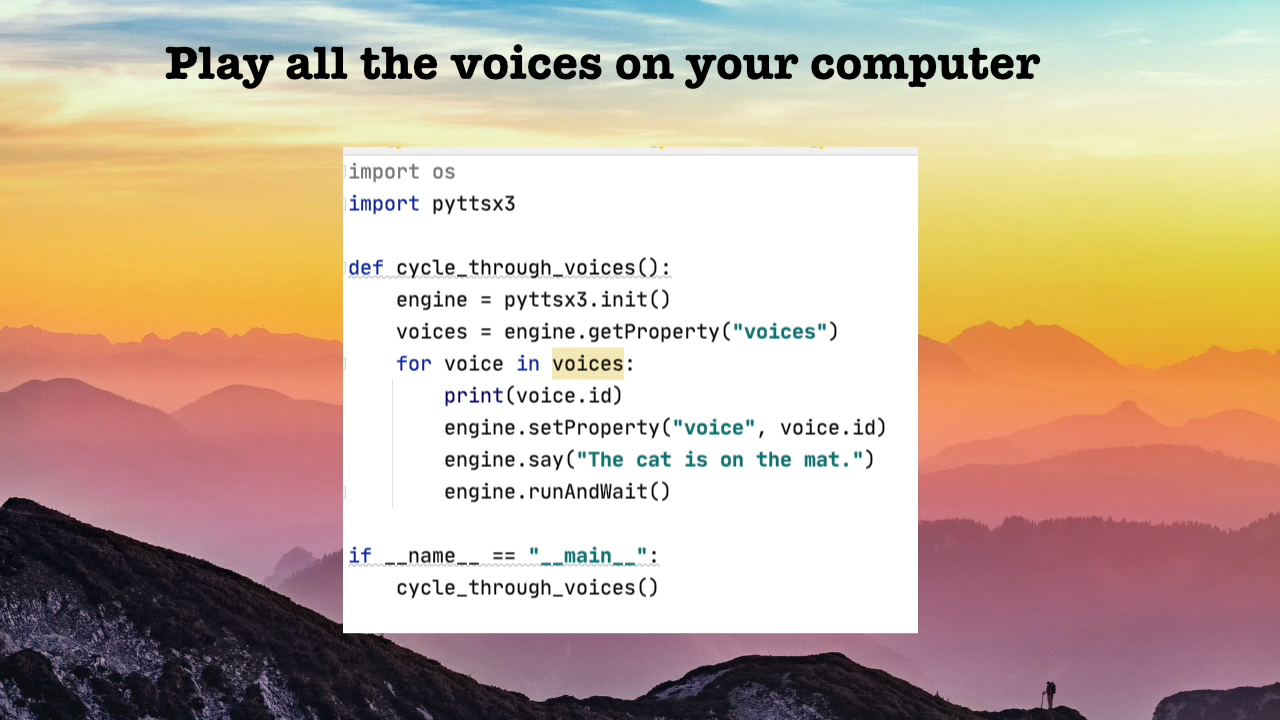 Play all the voices on your computer
import os
import pyttsx3
def cycle_through_voices():
    engine = pyttsx3.init()
    voices = engine.getProperty("voices")
    for voice in voices:
        print(voice.id)
        engine.setProperty("voice", voice.id)
        engine.say("The cat is on the mat.")
        engine.runAndWait()
if __name__ == "__main__":
    cycle_through_voices()